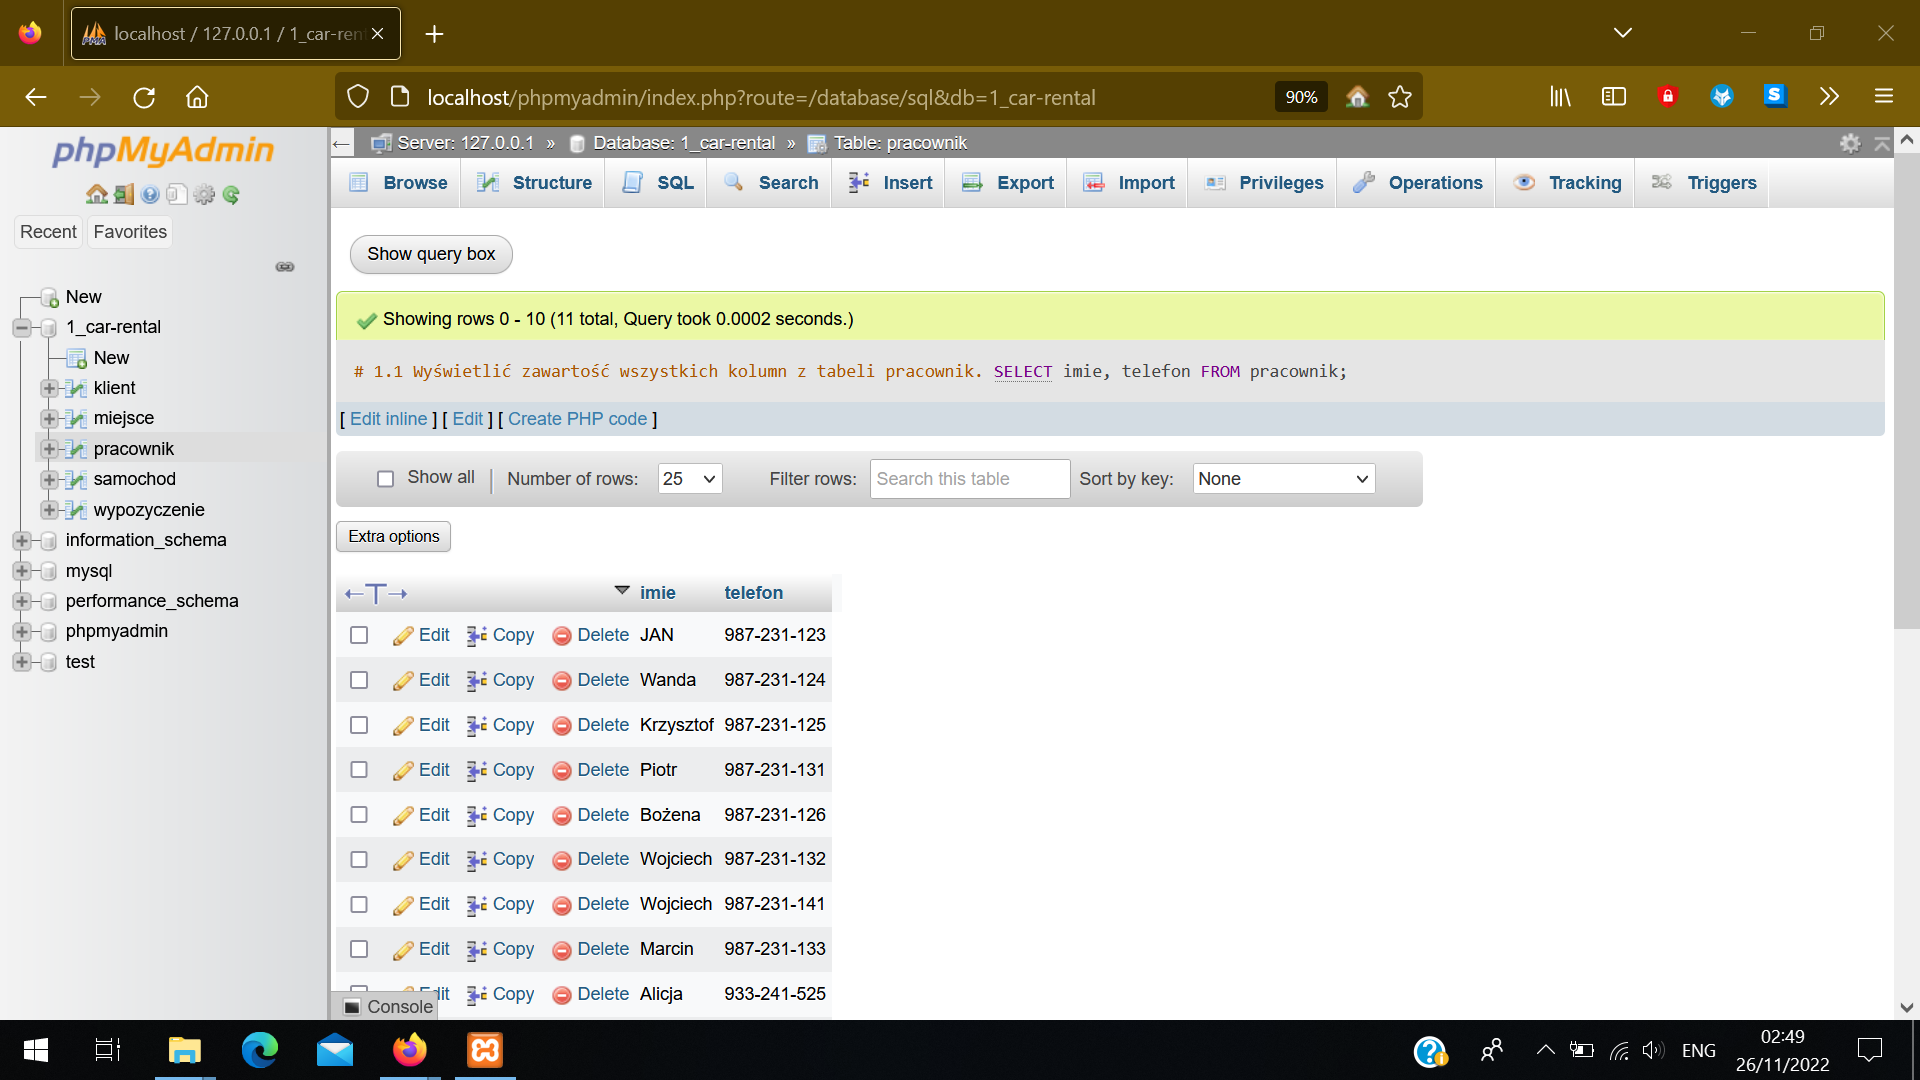 localhost / 127.0.0.1 / 1_car-ren
localhost/phpmyadmin/index.php?route=/database/sql&db=1_car-rental
90%
phpMyAdmin
Recent
Favorites
New
1_car-rental
New
klient
miejsce
pracownik
samochod
wypozyczenie
information_schema
mysql
performance_schema
phpmyadmin
test
Server: 127.0.0.1 » Database: 1_car-rental » Table: pracownik
Browse Structure SQL Search Insert Export Import Privileges Operations Tracking Triggers
Show query box
Showing rows 0 - 10 (11 total, Query took 0.0002 seconds.)
# 1.1 Wyświetlić zawartość wszystkich kolumn z tabeli pracownik. SELECT imie, telefon FROM pracownik;
[ Edit inline ] [ Edit ] [ Create PHP code ]
Show all Number of rows: 25 Filter rows: Search this table Sort by key: None
Extra options
imie telefon
Edit Copy Delete JAN 987-231-123
Edit Copy Delete Wanda 987-231-124
Edit Copy Delete Krzysztof 987-231-125
Edit Copy Delete Piotr 987-231-131
Edit Copy Delete Bożena 987-231-126
Edit Copy Delete Wojciech 987-231-132
Edit Copy Delete Wojciech 987-231-141
Edit Copy Delete Marcin 987-231-133
Edit Copy Delete Alicja 933-241-525
Console
ENG
02:49
26/11/2022